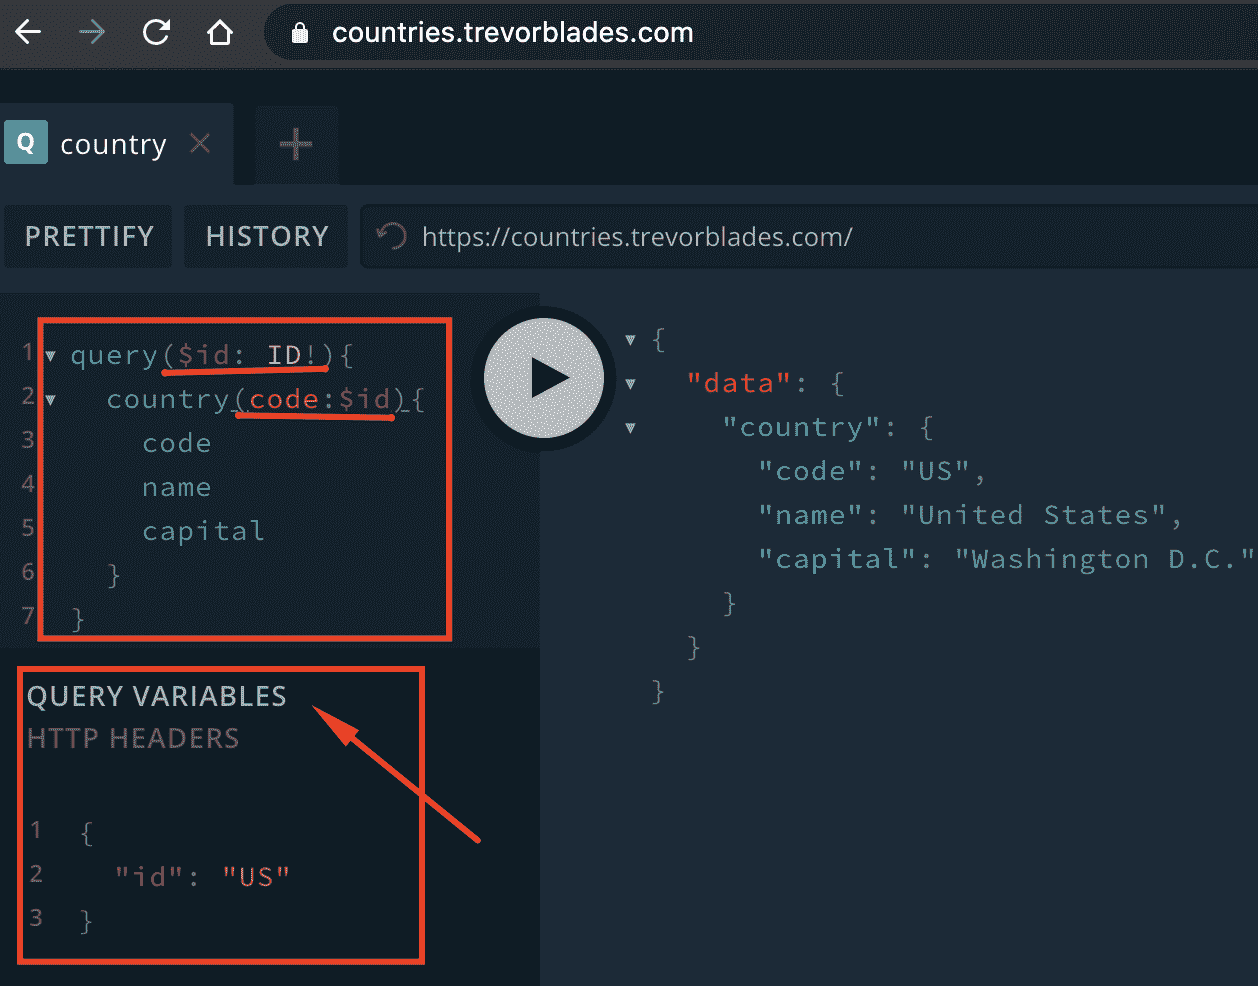 countries.trevorblades.com
Q country
PRETTIFY HISTORY https://countries.trevorblades.com/
1 query($id: ID!){
2 country(code:$id){
3 code
4 name
5 capital
6 }
7 }
QUERY VARIABLES
HTTP HEADERS
1 {
2 "id": "US"
3 }
{
"data": {
"country": {
"code": "US",
"name": "United States",
"capital": "Washington D.C."
}
}
}